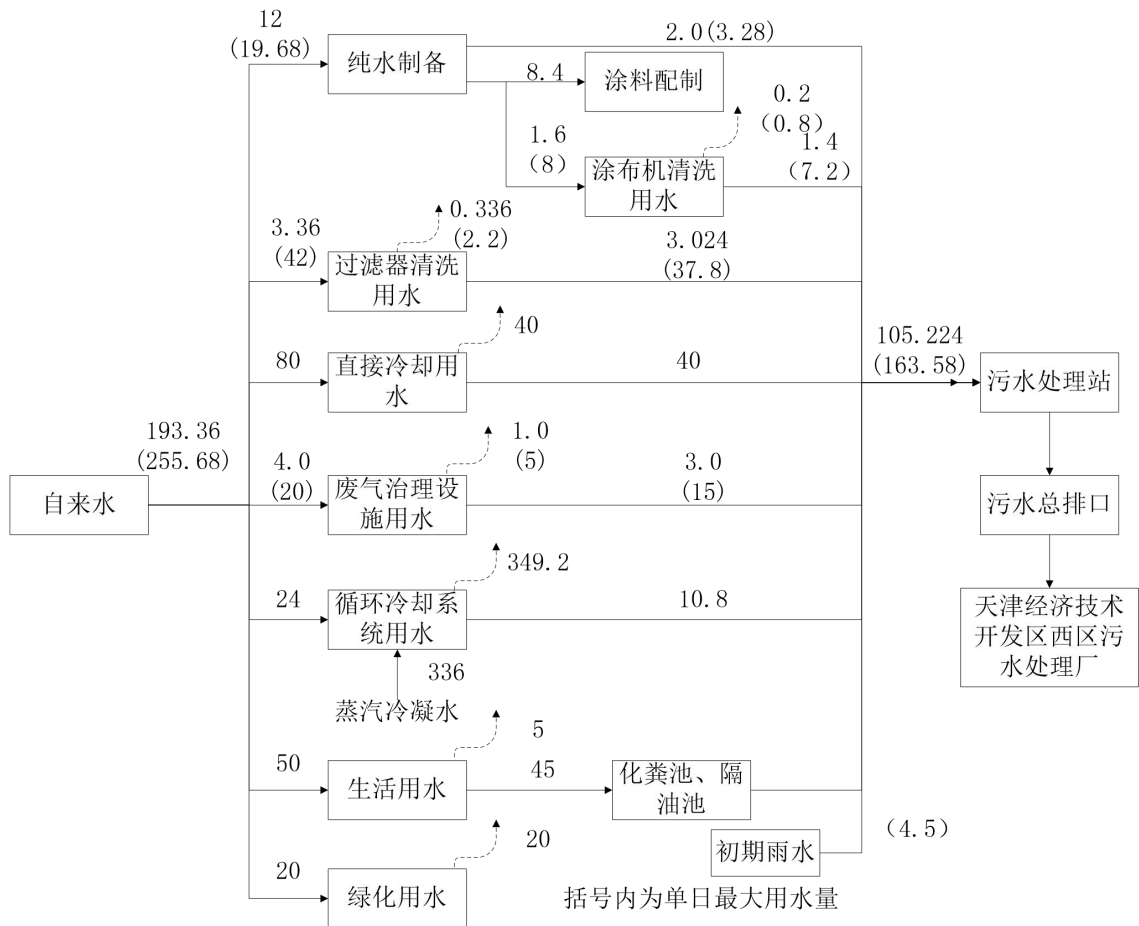 12
(19.68)
纯水制备
2.0(3.28)
8.4
涂料配制
0.2
(0.8)
1.6
(8)
涂布机清洗
用水
1.4
(7.2)
3.36
(42)
0.336
(2.2)
过滤器清洗
用水
3.024
(37.8)
80
40
直接冷却用
水
40
105.224
(163.58)
污水处理站
193.36
(255.68)
自来水
4.0
(20)
1.0
(5)
废气治理设
施用水
3.0
(15)
污水总排口
24
349.2
循环冷却系
统用水
10.8
336
蒸汽冷凝水
天津经济技术
开发区西区污
水处理厂
50
5
生活用水
45
化粪池、隔
油池
初期雨水
（4.5）
20
20
绿化用水
括号内为单日最大用水量